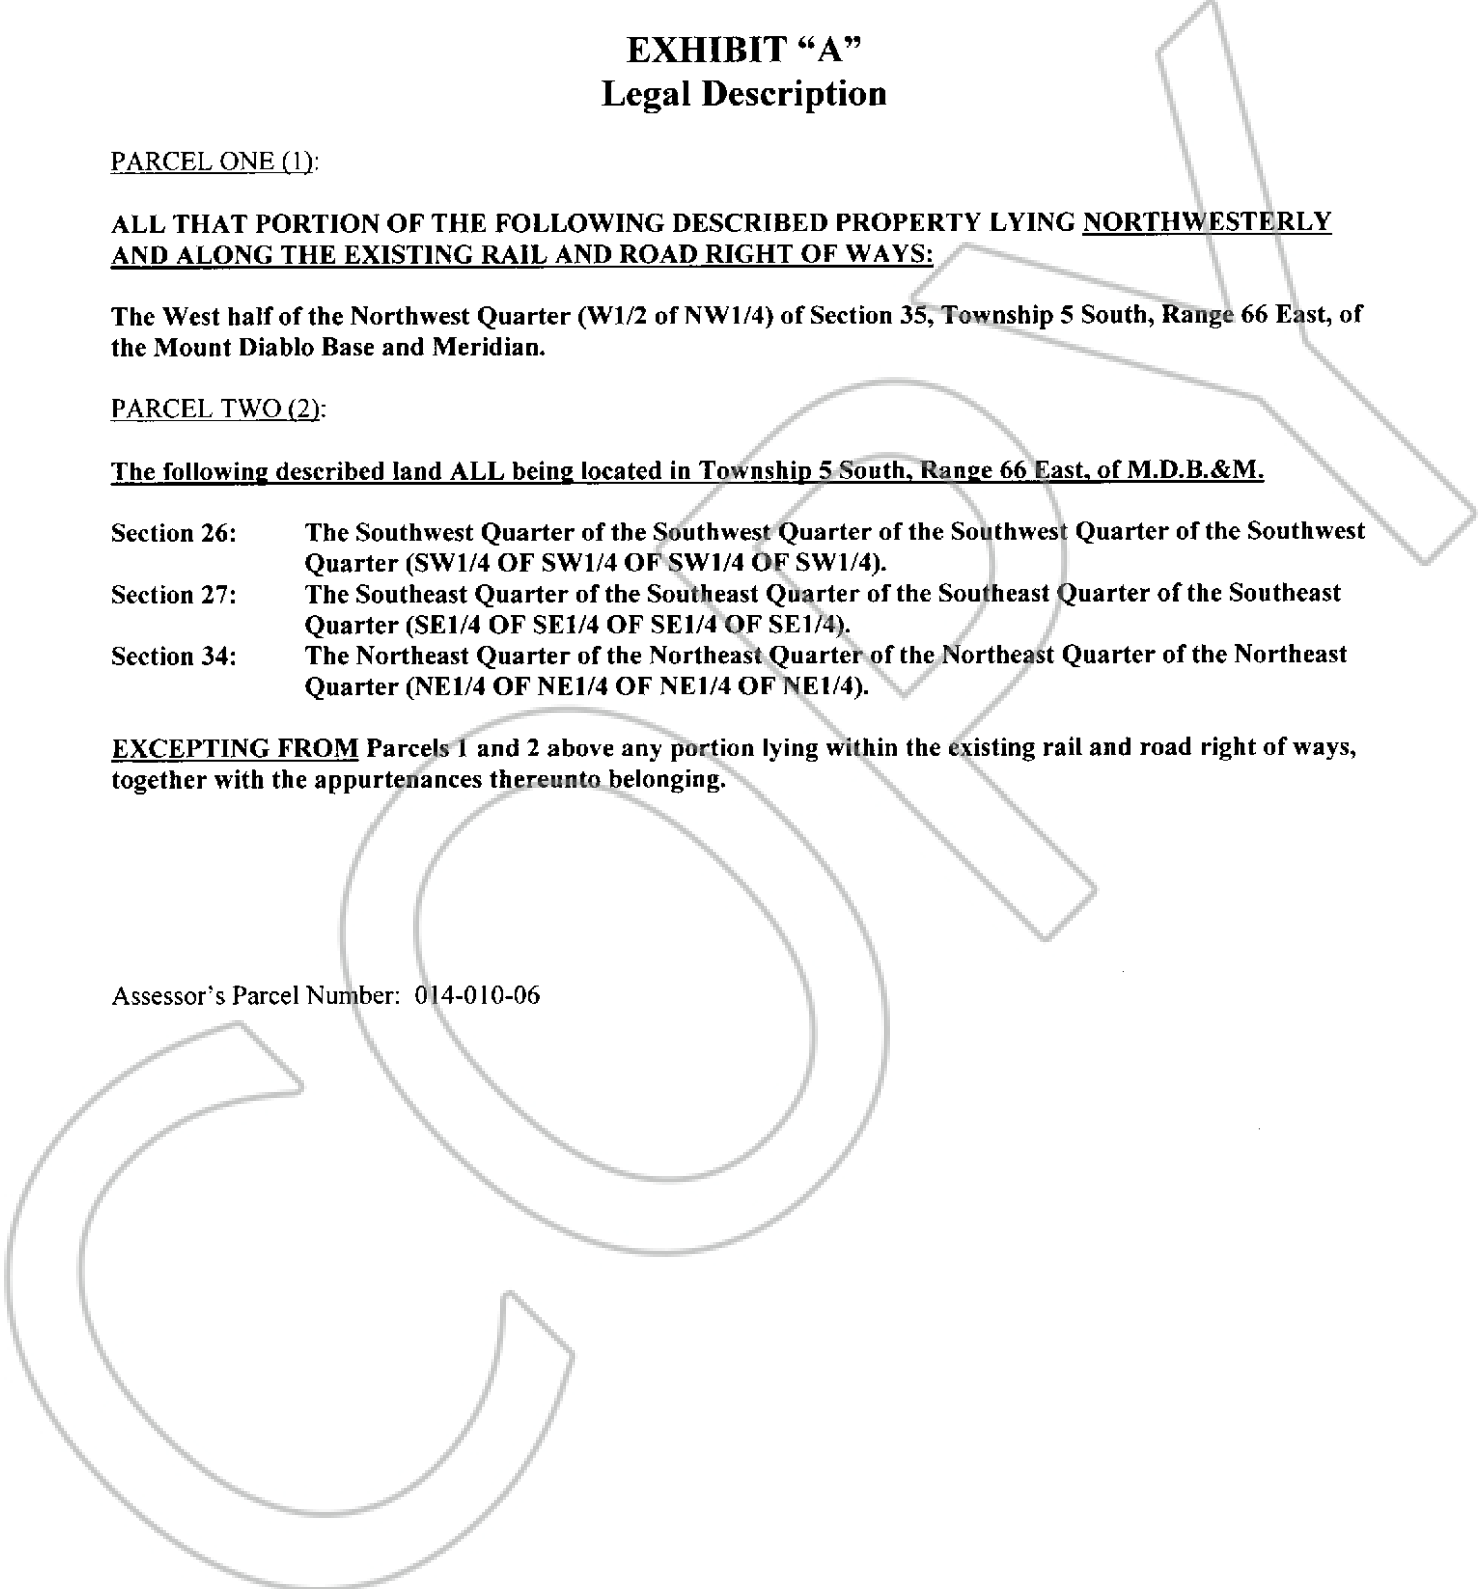 EXHIBIT “A”
Legal Description
PARCEL ONE (1):
ALL THAT PORTION OF THE FOLLOWING DESCRIBED PROPERTY LYING NORTHWESTERLY
AND ALONG THE EXISTING RAIL AND ROAD RIGHT OF WAYS:
The West half of the Northwest Quarter (W1/2 of NW1/4) of Section 35, Township 5 South, Range 66 East, of
the Mount Diablo Base and Meridian.
PARCEL TWO (2):
The following described land ALL being located in Township 5 South, Range 66 East, of M.D.B.&M.
Section 26: The Southwest Quarter of the Southwest Quarter of the Southwest Quarter of the Southwest
Quarter (SW1/4 OF SW1/4 OF SW1/4 OF SW1/4).
Section 27: The Southeast Quarter of the Southeast Quarter of the Southeast Quarter of the Southeast
Quarter (SE1/4 OF SE1/4 OF SE1/4 OF SE1/4).
Section 34: The Northeast Quarter of the Northeast Quarter of the Northeast Quarter of the Northeast
Quarter (NE1/4 OF NE1/4 OF NE1/4 OF NE1/4).
EXCEPTING FROM Parcels 1 and 2 above any portion lying within the existing rail and road right of ways,
together with the appurtenances thereunto belonging.
Assessor’s Parcel Number: 014-010-06
COPY